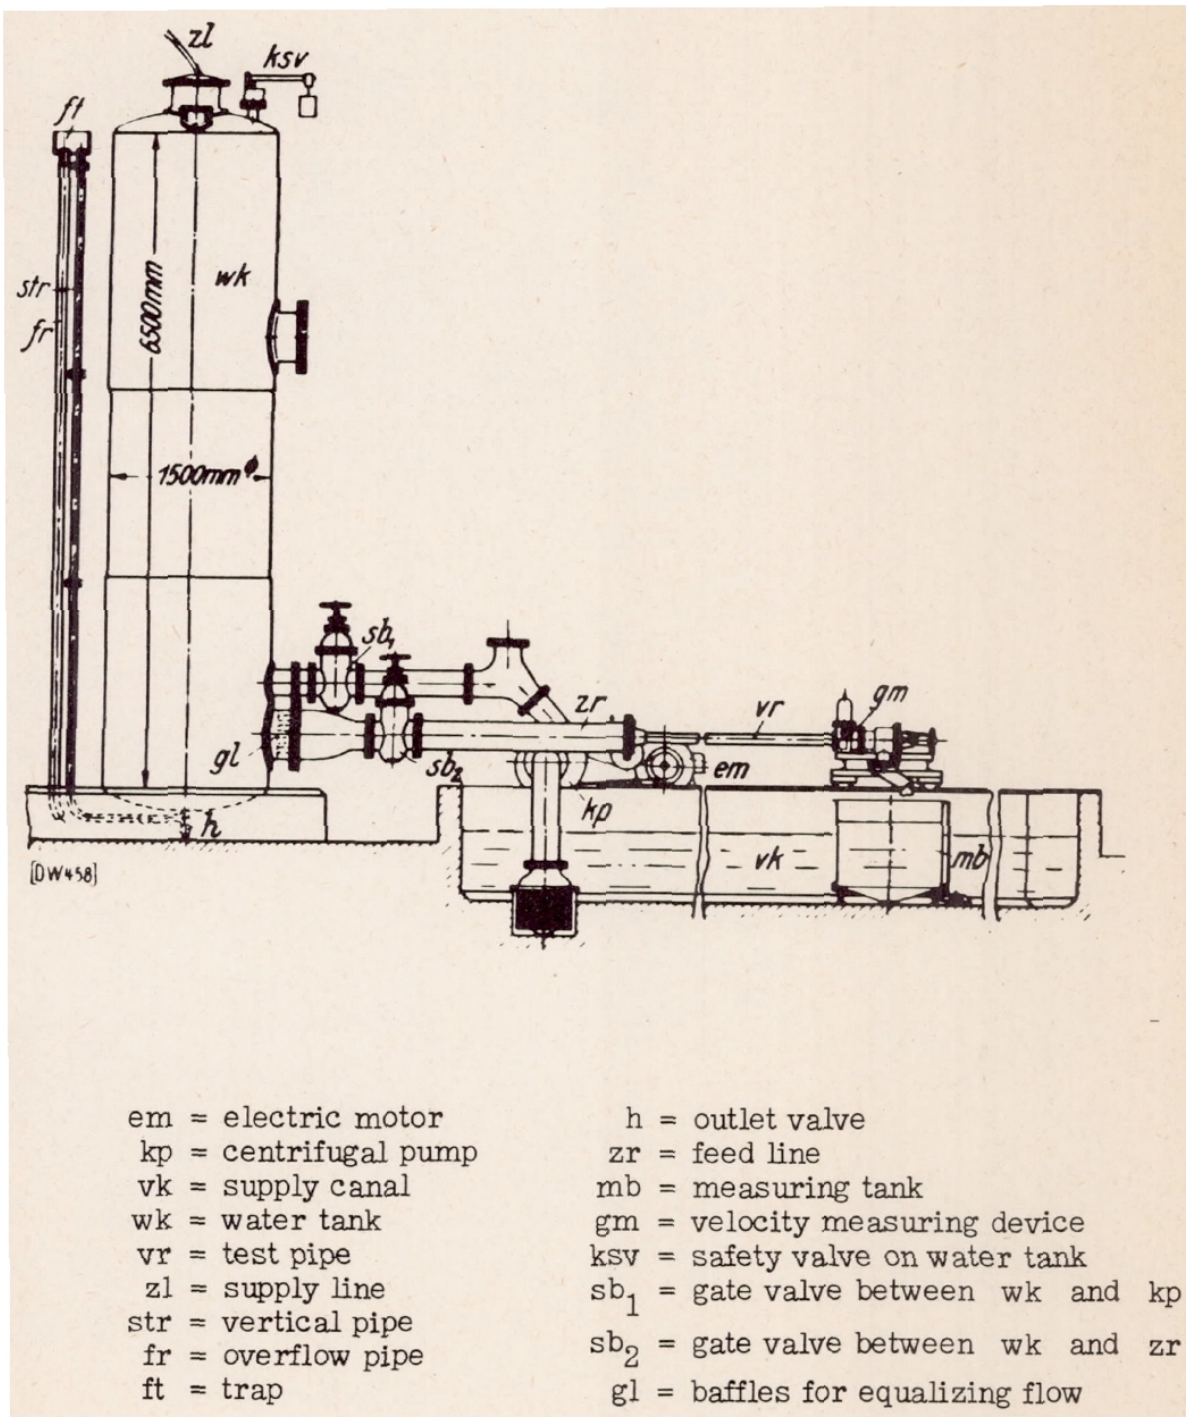 zl
ksv
ft
wk
str
fr
6500mm
1500mmϕ
sb₁
zr
vr
gm
gl
sb₂
em
kp
h
vk
mb
[DW458]
em = electric motor
kp = centrifugal pump
vk = supply canal
wk = water tank
vr = test pipe
zl = supply line
str = vertical pipe
fr = overflow pipe
ft = trap
h = outlet valve
zr = feed line
mb = measuring tank
gm = velocity measuring device
ksv = safety valve on water tank
sb₁ = gate valve between wk and kp
sb₂ = gate valve between wk and zr
gl = baffles for equalizing flow